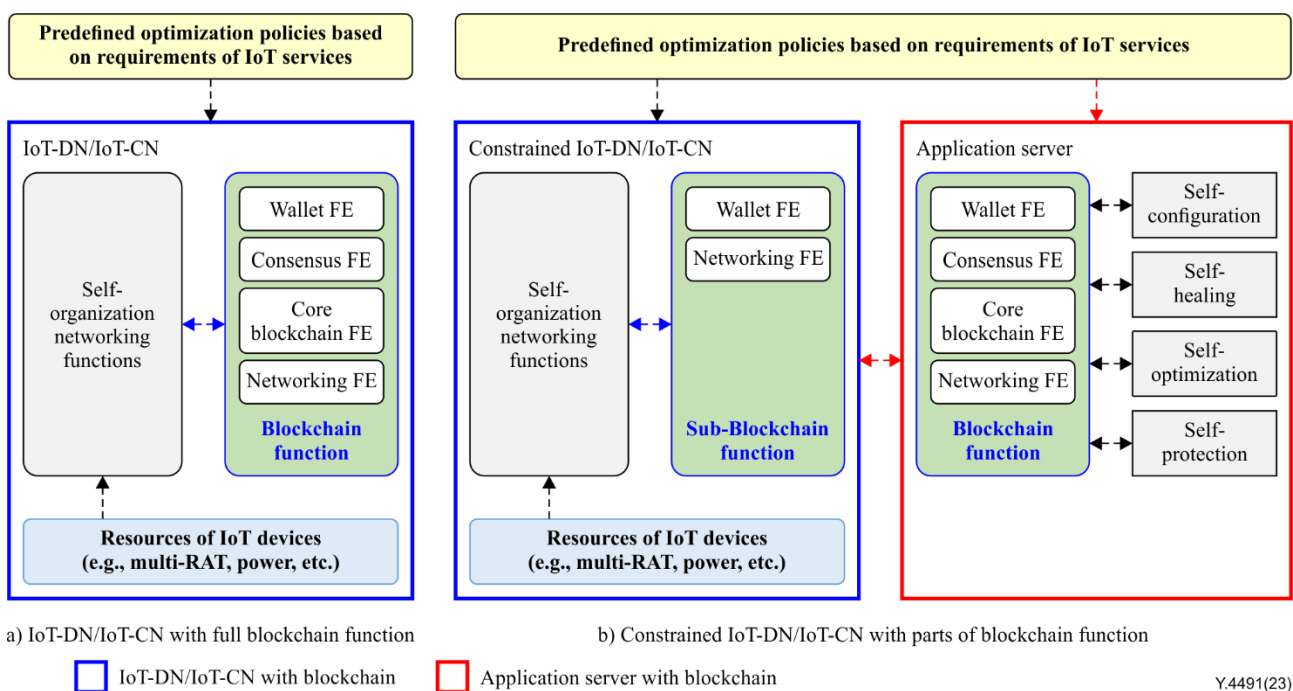 Predefined optimization policies based
on requirements of IoT services
IoT-DN/IoT-CN
Self-
organization
networking
functions
Wallet FE
Consensus FE
Core
blockchain FE
Networking FE
Blockchain
function
Resources of IoT devices
(e.g., multi-RAT, power, etc.)
a) IoT-DN/IoT-CN with full blockchain function
Predefined optimization policies based on requirements of IoT services
Constrained IoT-DN/IoT-CN
Self-
organization
networking
functions
Wallet FE
Networking FE
Sub-Blockchain
function
Resources of IoT devices
(e.g., multi-RAT, power, etc.)
Application server
Wallet FE
Consensus FE
Core
blockchain FE
Networking FE
Blockchain
function
Self-
configuration
Self-
healing
Self-
optimization
Self-
protection
b) Constrained IoT-DN/IoT-CN with parts of blockchain function
IoT-DN/IoT-CN with blockchain
Application server with blockchain
Y.4491(23)